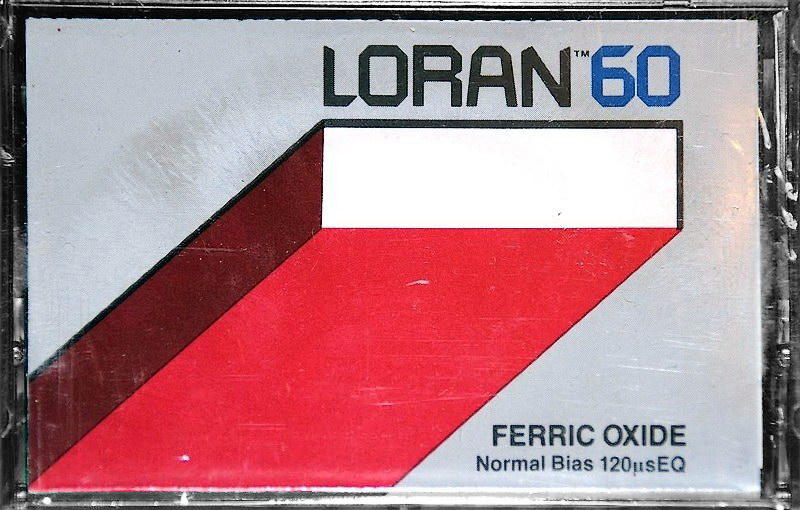 LORAN™60
FERRIC OXIDE
Normal Bias 120µsEQ